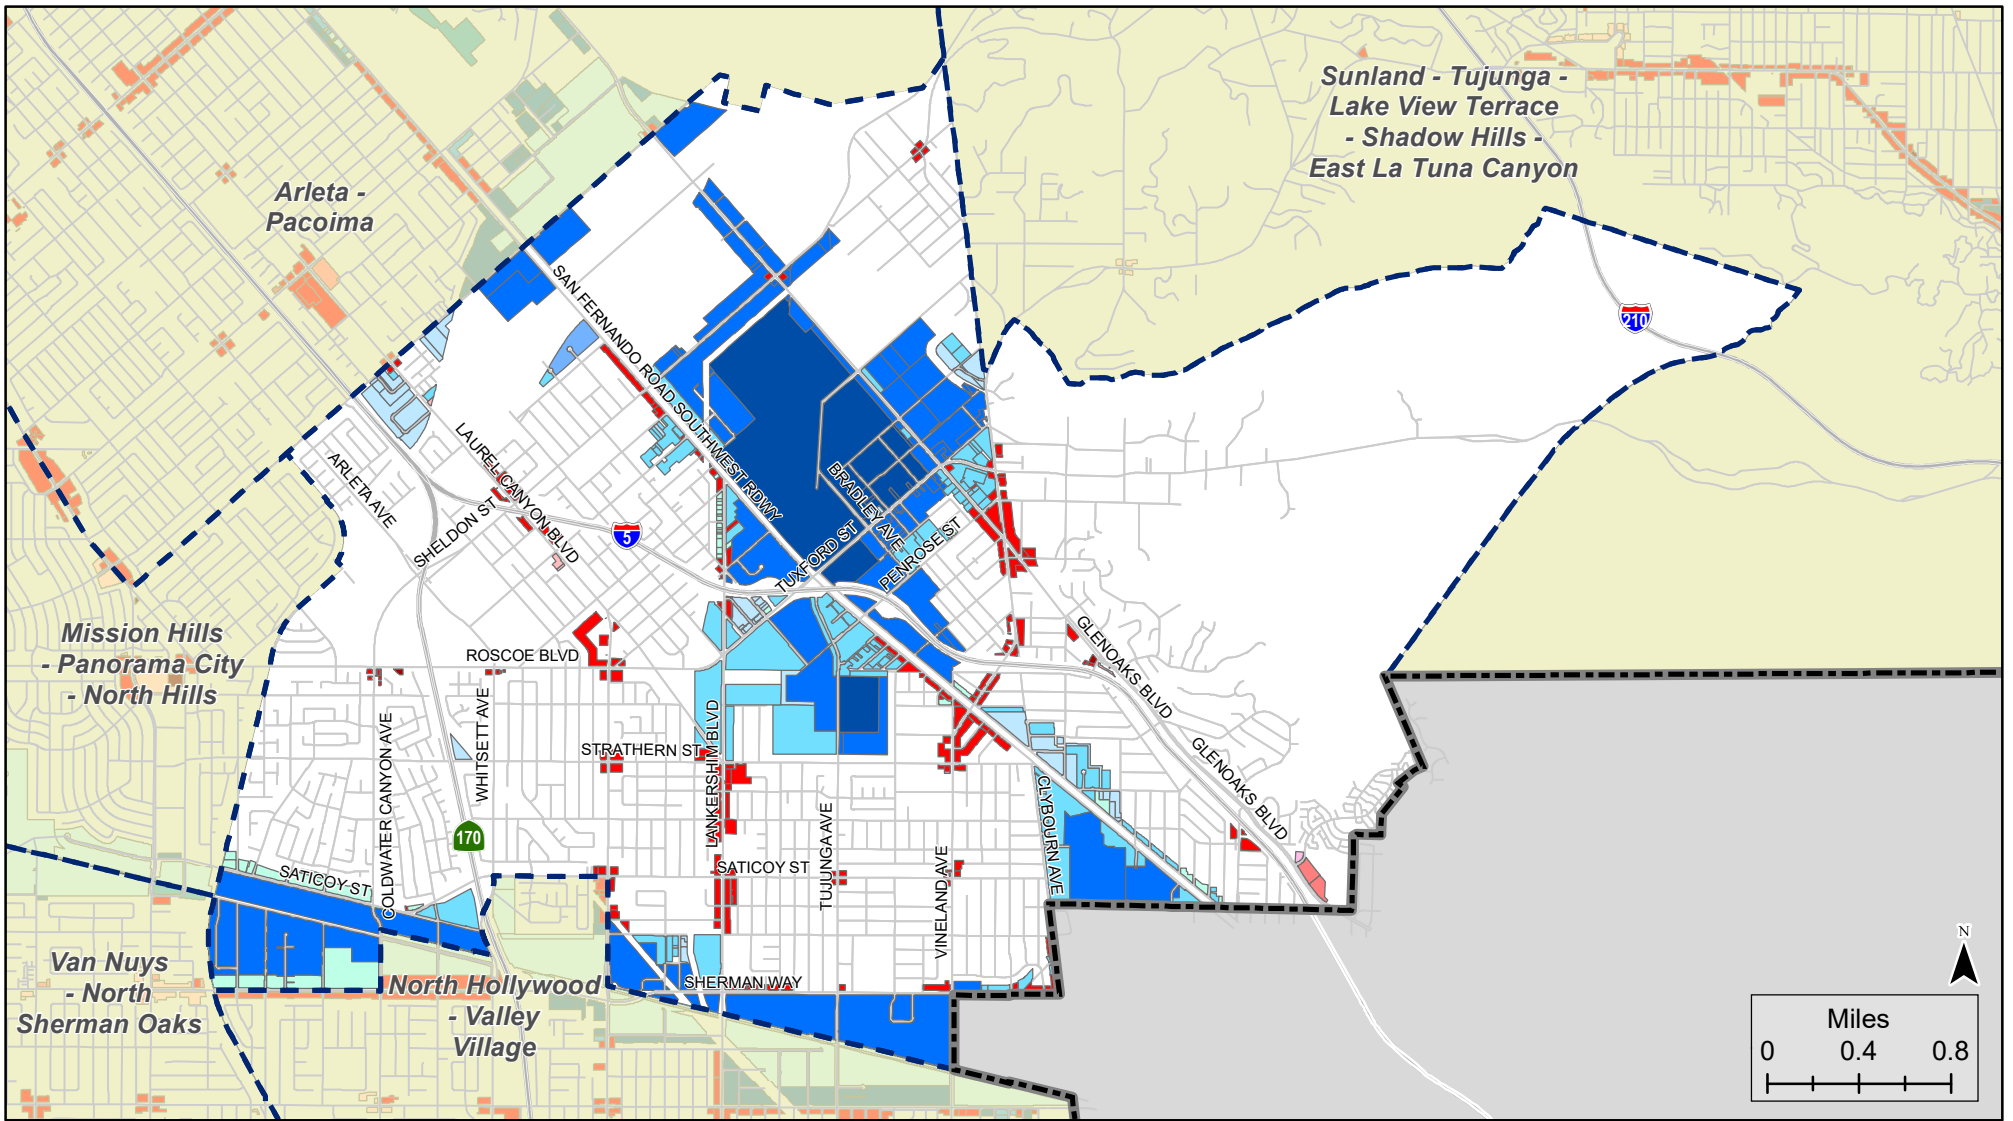 Sunland - Tujunga -
Lake View Terrace
- Shadow Hills -
East La Tuna Canyon
Arleta -
Pacoima
210
SAN FERNANDO ROAD SOUTHWEST RDWY
LAUREL CANYON BLVD
ARLETA AVE
SHELDON ST
5
BRADLEY AVE
TUXFORD ST
PENROSE ST
Mission Hills
- Panorama City
- North Hills
ROSCOE BLVD
GLENOAKS BLVD
WHITSETT AVE
COLDWATER CANYON AVE
STRATHERN ST
LANKERSHIM BLVD
GLENOAKS BLVD
CLYBOURN AVE
TUJUNGA AVE
170
SATICOY ST
SATICOY ST
VINELAND AVE
Van Nuys
- North
Sherman Oaks
North Hollywood
- Valley
Village
SHERMAN WAY
N
Miles
0 0.4 0.8